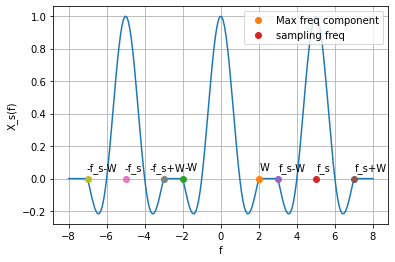 1.0
Max freq component
sampling freq
0.8
0.6
X_s(f)
0.4
0.2
-f_s-W -f_s -f_s+W -W W f_s-W f_s f_s+W
0.0
−0.2
−8 −6 −4 −2 0 2 4 6 8
f